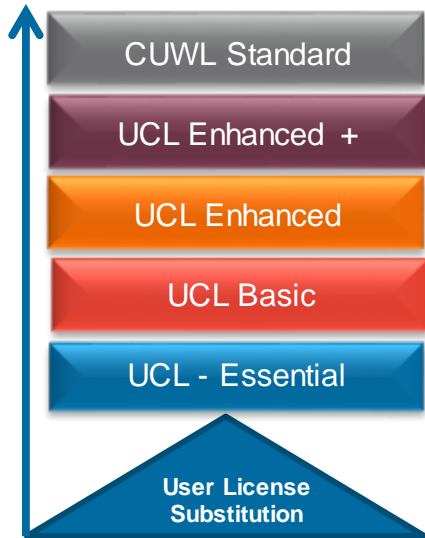 CUWL Standard
UCL Enhanced +
UCL Enhanced
UCL Basic
UCL - Essential
User License
Substitution